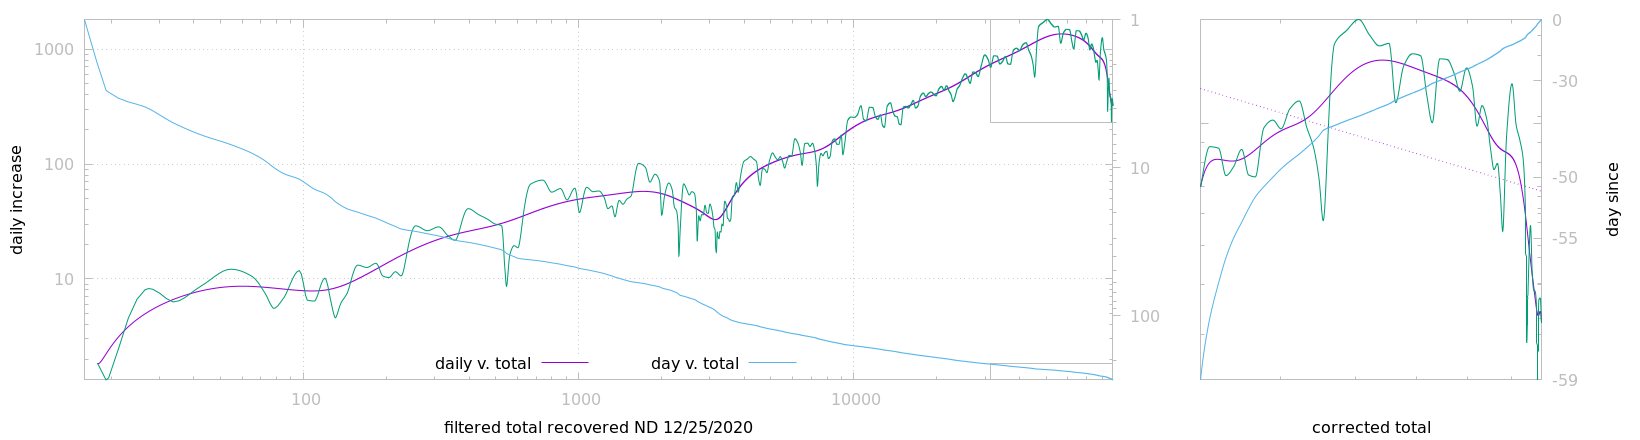 1000
100
10
daily increase
100
1000
10000
filtered total recovered ND 12/25/2020
daily v. total
day v. total
1
10
100
0
-30
-50
-55
-59
day since
corrected total